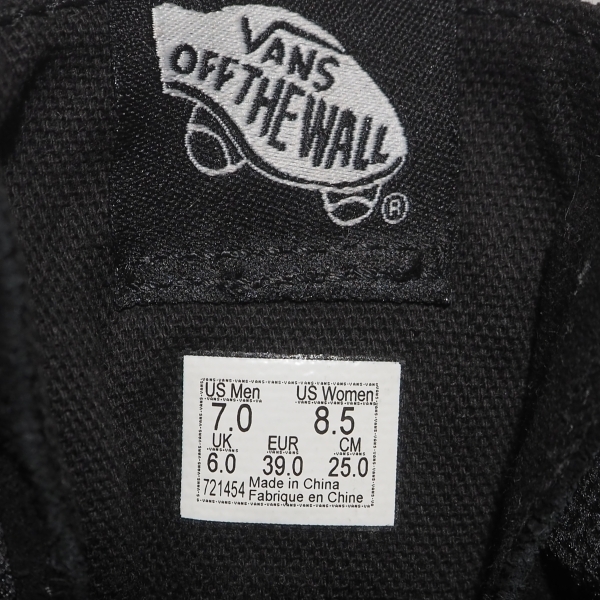 VANS
OFF THE WALL
®
US Men US Women
7.0 8.5
UK EUR CM
6.0 39.0 25.0
721454 Made in China
Fabrique en Chine